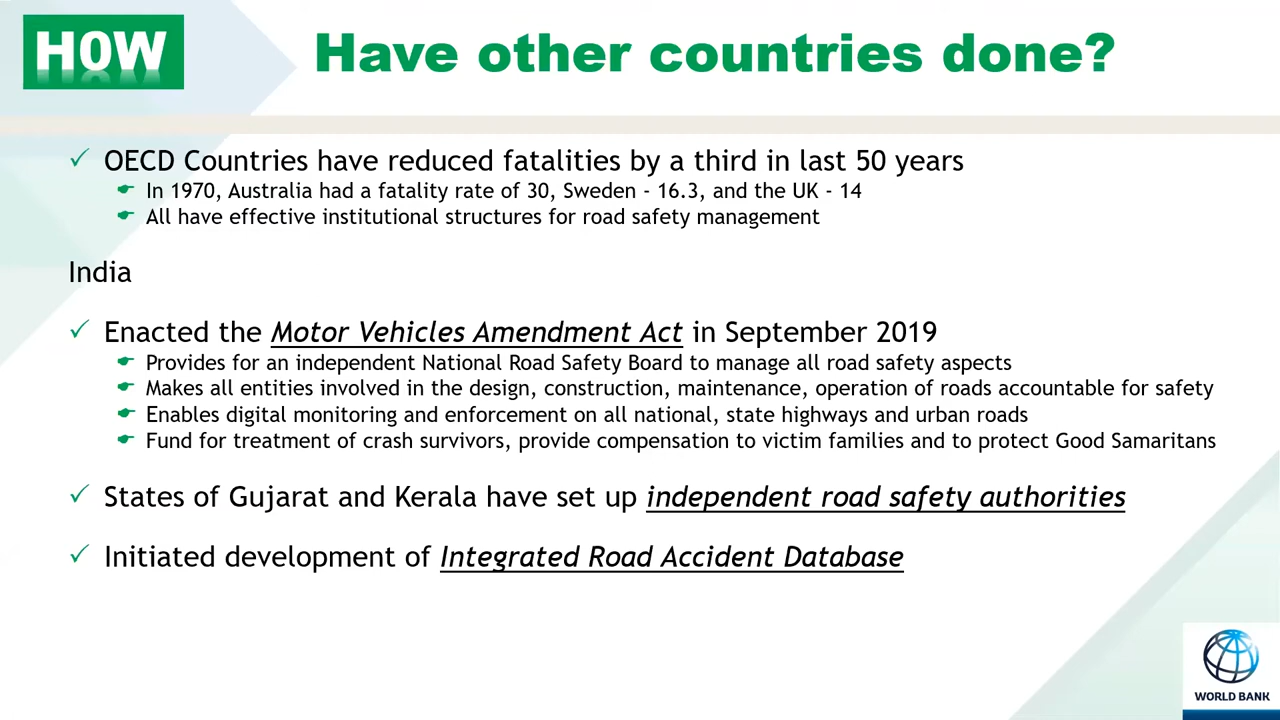 HOW
Have other countries done?
OECD Countries have reduced fatalities by a third in last 50 years
In 1970, Australia had a fatality rate of 30, Sweden - 16.3, and the UK - 14
All have effective institutional structures for road safety management
India
Enacted the Motor Vehicles Amendment Act in September 2019
Provides for an independent National Road Safety Board to manage all road safety aspects
Makes all entities involved in the design, construction, maintenance, operation of roads accountable for safety
Enables digital monitoring and enforcement on all national, state highways and urban roads
Fund for treatment of crash survivors, provide compensation to victim families and to protect Good Samaritans
States of Gujarat and Kerala have set up independent road safety authorities
Initiated development of Integrated Road Accident Database
WORLD BANK